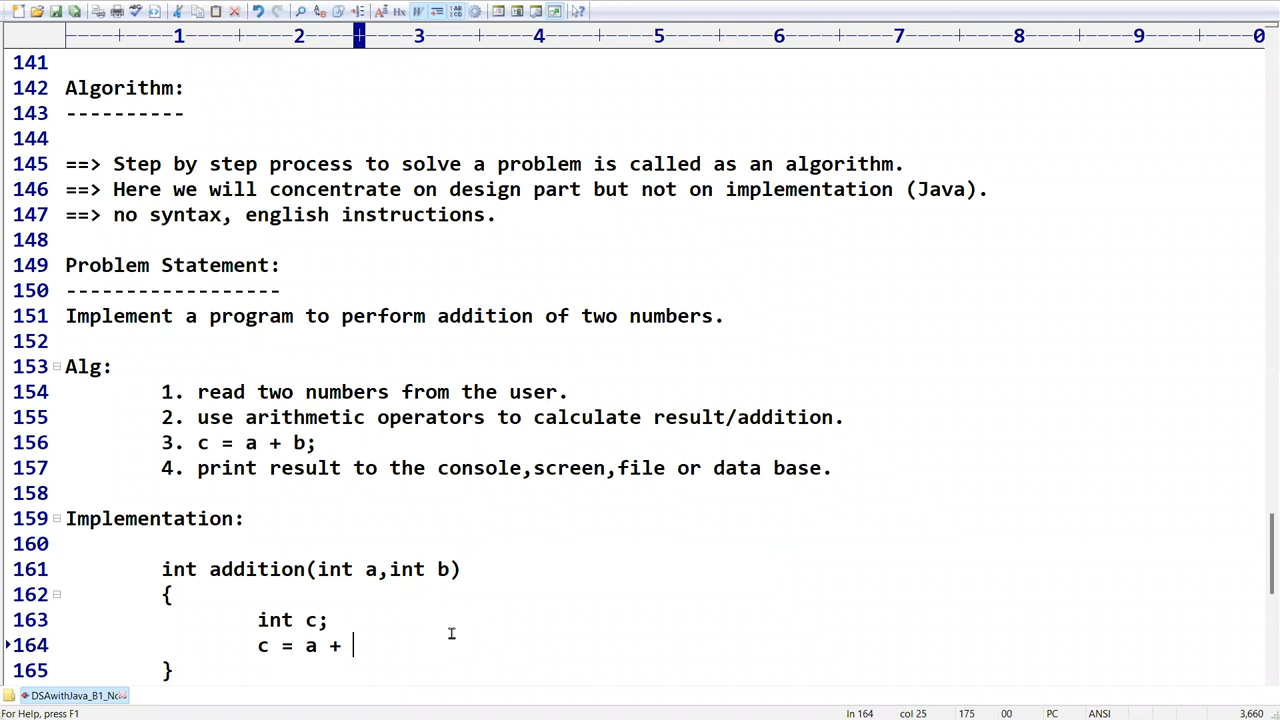 ----+----1----+----2----+----3----+----4----+----5----+----6----+----7----+----8----+----9----+----0
141
142 Algorithm:
143 ----------
144
145 ==> Step by step process to solve a problem is called as an algorithm.
146 ==> Here we will concentrate on design part but not on implementation (Java).
147 ==> no syntax, english instructions.
148
149 Problem Statement:
150 ------------------
151 Implement a program to perform addition of two numbers.
152
153 Alg:
154 1. read two numbers from the user.
155 2. use arithmetic operators to calculate result/addition.
156 3. c = a + b;
157 4. print result to the console,screen,file or data base.
158
159 Implementation:
160
161 int addition(int a,int b)
162 {
163 int c;
164 c = a +
165 }
DSAwithJava_B1_No
For Help, press F1 ln 164 col 25 175 00 PC ANSI 3,660